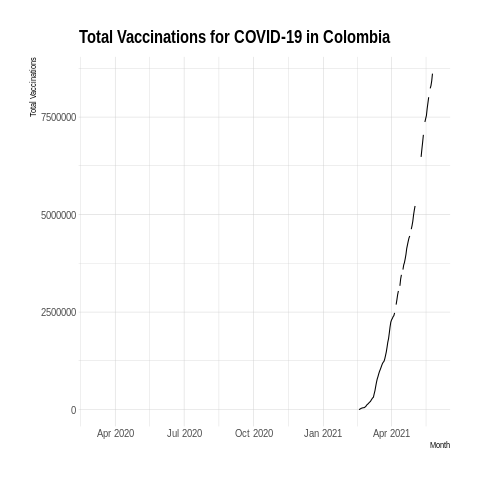 Total Vaccinations for COVID-19 in Colombia
Total Vaccinations
7500000
5000000
2500000
0
Apr 2020 Jul 2020 Oct 2020 Jan 2021 Apr 2021
Month